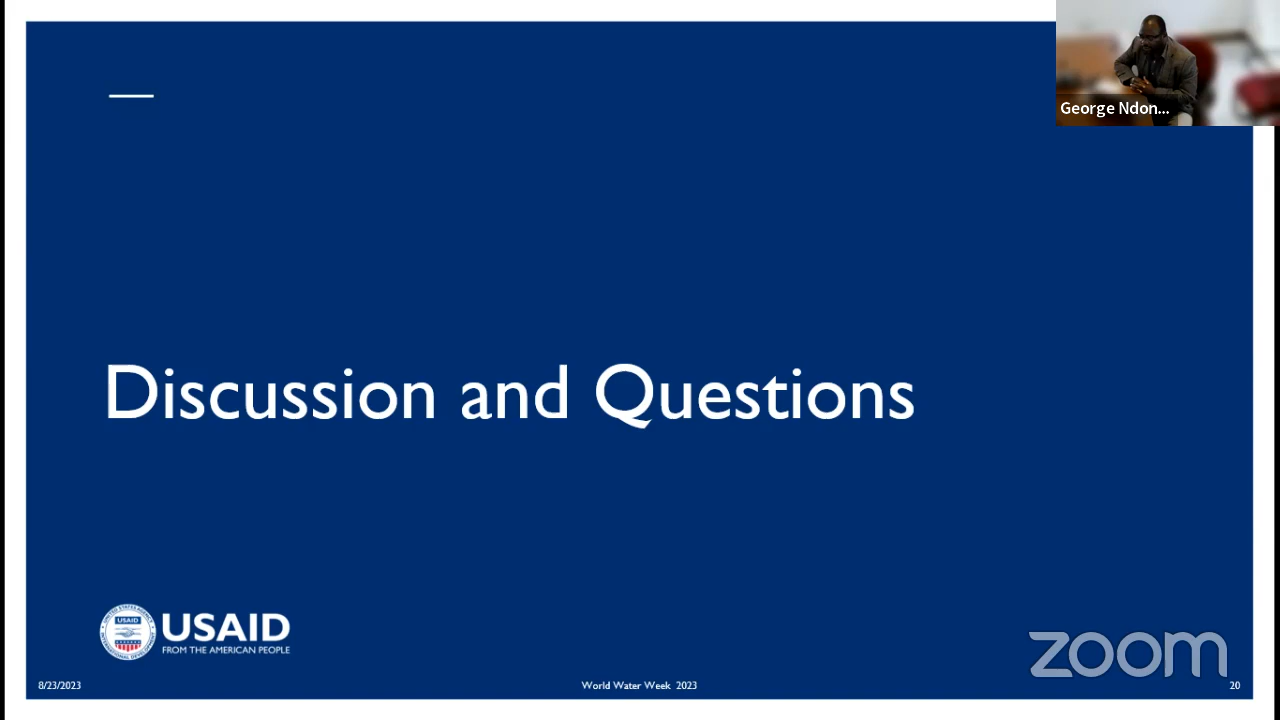 George Ndon...
Discussion and Questions
USAID
USAID
FROM THE AMERICAN PEOPLE
zoom
8/23/2023
World Water Week 2023
20